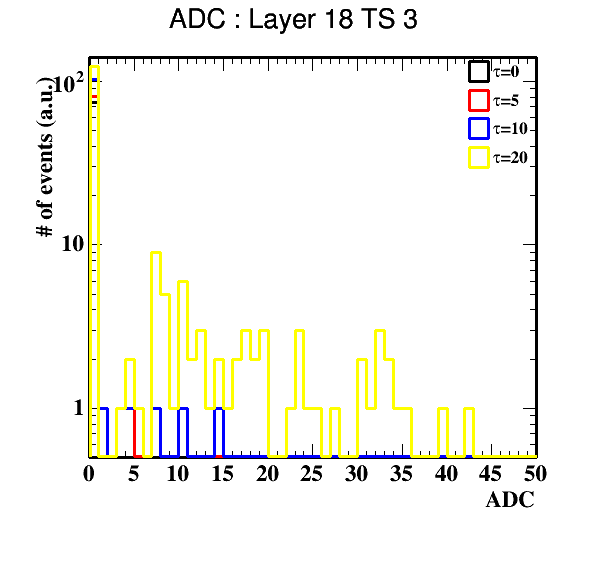 ADC : Layer 18 TS 3
# of events (a.u.)
10²
10
1
τ=0
τ=5
τ=10
τ=20
0 5 10 15 20 25 30 35 40 45 50
ADC